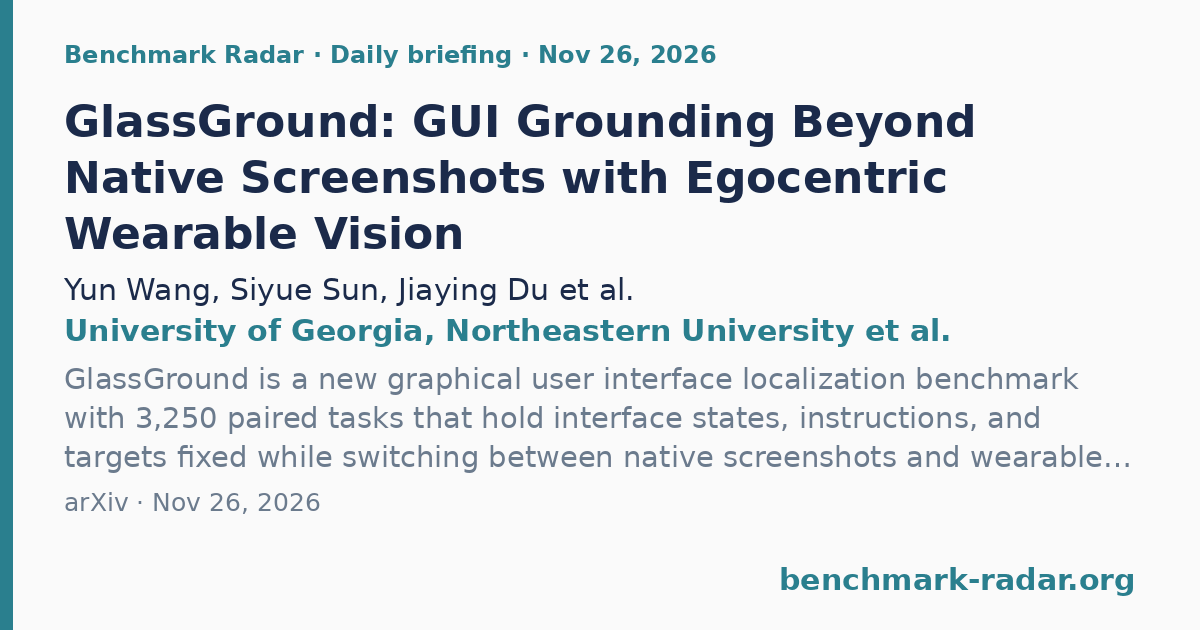 Benchmark Radar · Daily briefing · Nov 26, 2026
GlassGround: GUI Grounding Beyond
Native Screenshots with Egocentric
Wearable Vision
Yun Wang, Siyue Sun, Jiaying Du et al.
University of Georgia, Northeastern University et al.
GlassGround is a new graphical user interface localization benchmark
with 3,250 paired tasks that hold interface states, instructions, and
targets fixed while switching between native screenshots and wearable…
arXiv · Nov 26, 2026
benchmark-radar.org